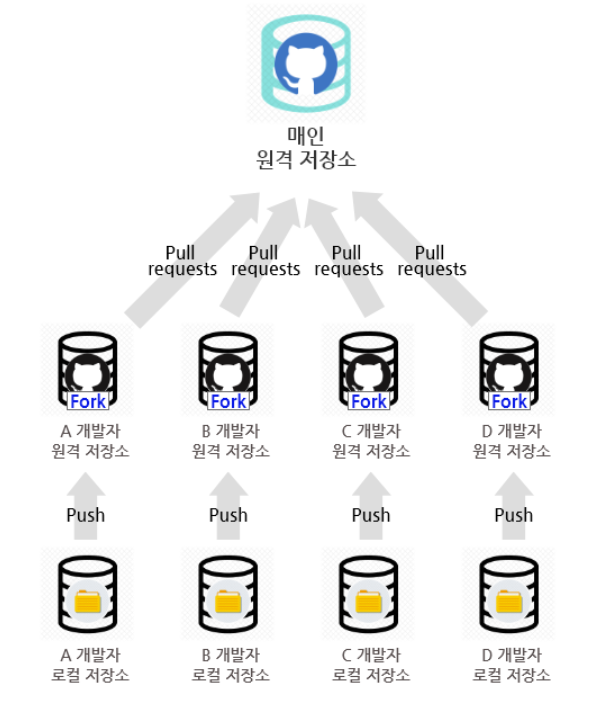 매인
원격 저장소
Pull
requests
Pull
requests
Pull
requests
Pull
requests
Fork
Fork
Fork
Fork
A 개발자
원격 저장소
B 개발자
원격 저장소
C 개발자
원격 저장소
D 개발자
원격 저장소
Push
Push
Push
Push
A 개발자
로컬 저장소
B 개발자
로컬 저장소
C 개발자
로컬 저장소
D 개발자
로컬 저장소